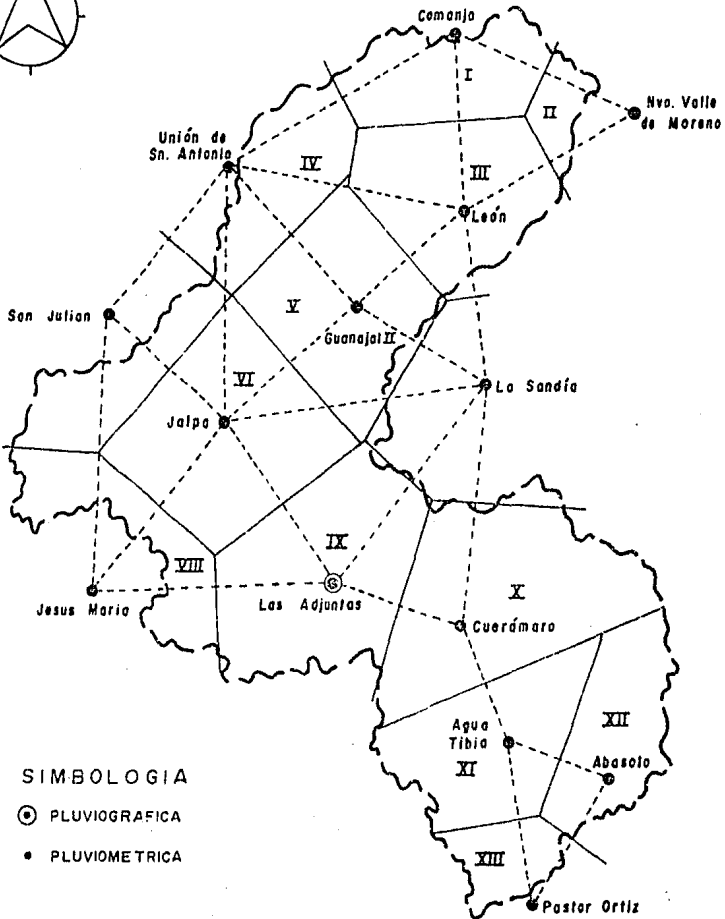 Comanja
I
Nvo. Valle
de Moreno
II
Unión de
Sn. Antonio
IV
III
León
San Julian
V
Guanajal II
VI
La Sandía
Jalpa
IX
VIII
X
Jesus Maria
Las Adjuntas
Cuerámaro
XII
Agua
Tibia
XI
Abasolo
SIMBOLOGIA
PLUVIOGRAFICA
PLUVIOMETRICA
XIII
Pastor Ortiz